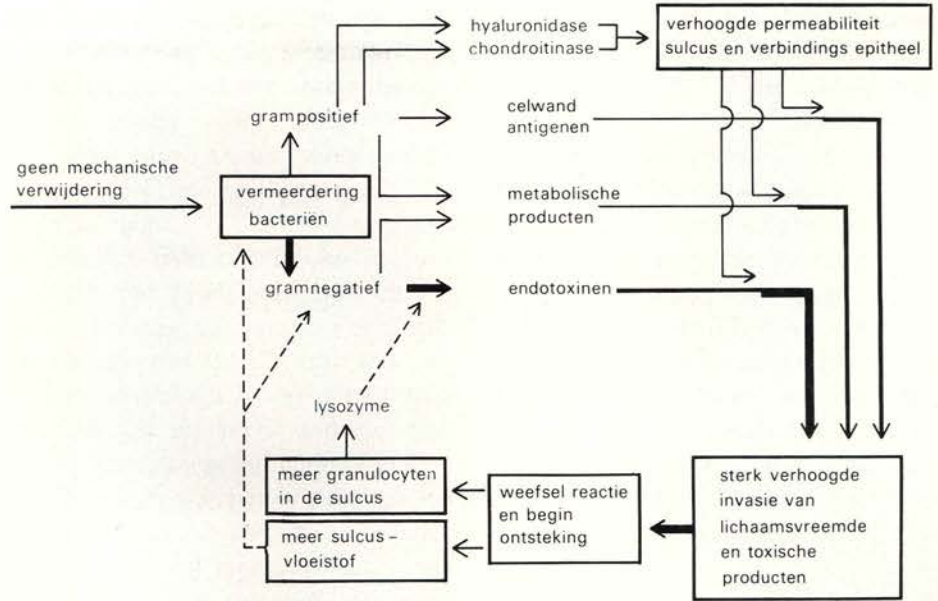 hyaluronidase
chondroitinase
verhoogde permeabiliteit
sulcus en verbindings epitheel
grampositief
celwand
antigenen
geen mechanische
verwijdering
vermeerdering
bacteriën
metabolische
producten
gramnegatief
endotoxinen
lysozyme
meer granulocyten
in de sulcus
meer sulcus-
vloeistof
weefsel reactie
en begin
ontsteking
sterk verhoogde
invasie van
lichaamsvreemde
en toxische
producten